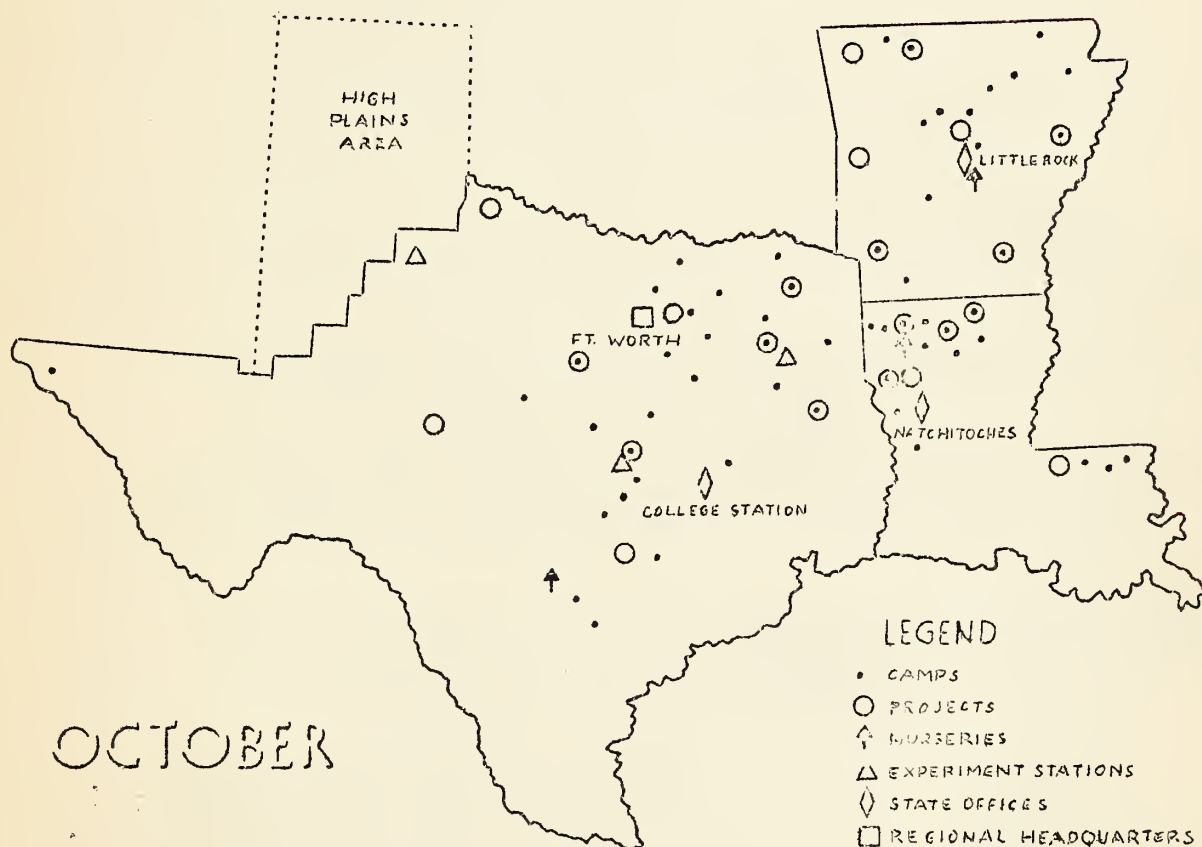 HIGH
PLAINS
AREA
LITTLE ROCK
FT. WORTH
NATCHITOCHES
COLLEGE STATION
OCTOBER
LEGEND
CAMPS
PROJECTS
NURSERIES
EXPERIMENT STATIONS
STATE OFFICES
REGIONAL HEADQUARTERS